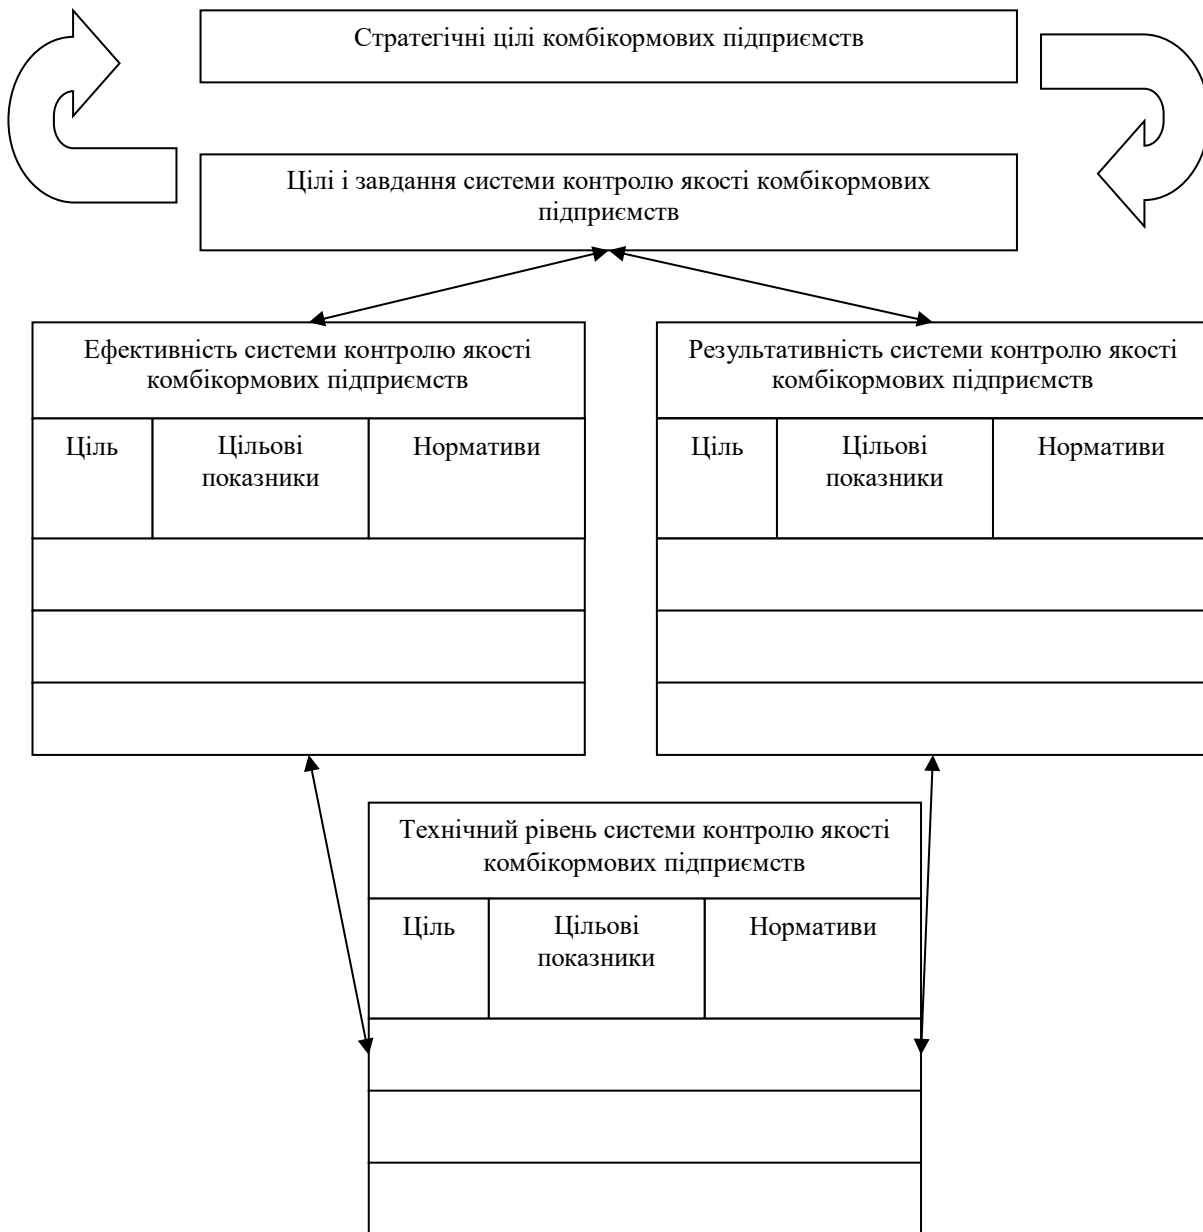 Стратегічні цілі комбікормових підприємств
Цілі і завдання системи контролю якості комбікормових
підприємств
Ефективність системи контролю якості
комбікормових підприємств
Ціль
Цільові
показники
Нормативи
Результативність системи контролю якості
комбікормових підприємств
Ціль
Цільові
показники
Нормативи
Технічний рівень системи контролю якості
комбікормових підприємств
Ціль
Цільові
показники
Нормативи